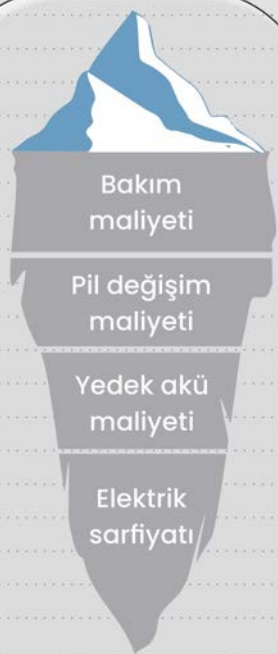 Bakım
maliyeti
Pil değişim
maliyeti
Yedek akü
maliyeti
Elektrik
sarfiyatı